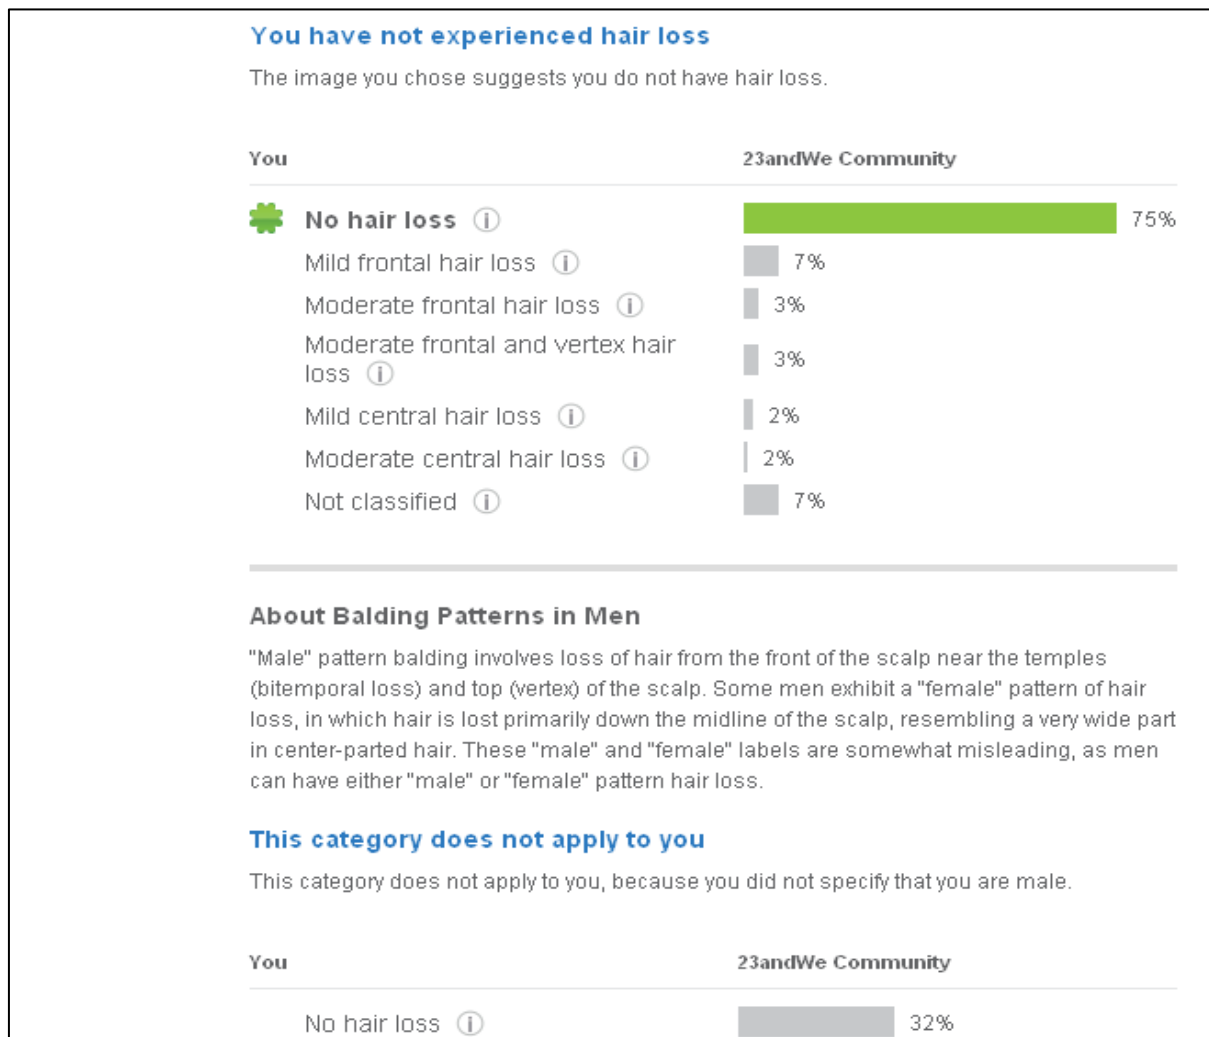 You have not experienced hair loss
The image you chose suggests you do not have hair loss.
You 23andWe Community
No hair loss i 75%
Mild frontal hair loss i 7%
Moderate frontal hair loss i 3%
Moderate frontal and vertex hair
loss i 3%
Mild central hair loss i 2%
Moderate central hair loss i 2%
Not classified i 7%
About Balding Patterns in Men
"Male" pattern balding involves loss of hair from the front of the scalp near the temples
(bitemporal loss) and top (vertex) of the scalp. Some men exhibit a "female" pattern of hair
loss, in which hair is lost primarily down the midline of the scalp, resembling a very wide part
in center-parted hair. These "male" and "female" labels are somewhat misleading, as men
can have either "male" or "female" pattern hair loss.
This category does not apply to you
This category does not apply to you, because you did not specify that you are male.
You 23andWe Community
No hair loss i 32%